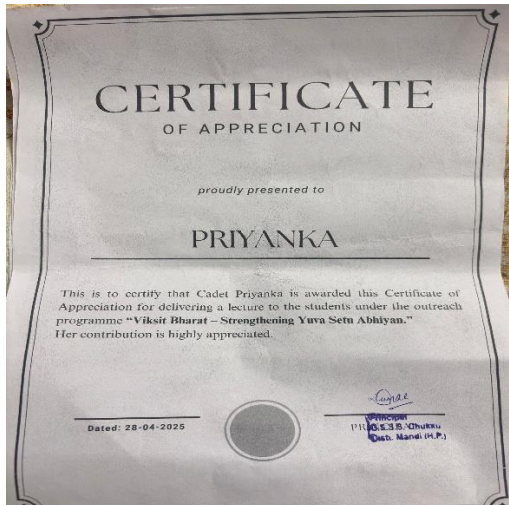 CERTIFICATE
OF APPRECIATION
proudly presented to
PRIYANKA
This is to certify that Cadet Priyanka is awarded this Certificate of
Appreciation for delivering a lecture to the students under the outreach
programme “Viksit Bharat – Strengthening Yuva Setu Abhiyan.”
Her contribution is highly appreciated.
Dated: 28-04-2025
Principal
Distt. Mandi (H.P.)